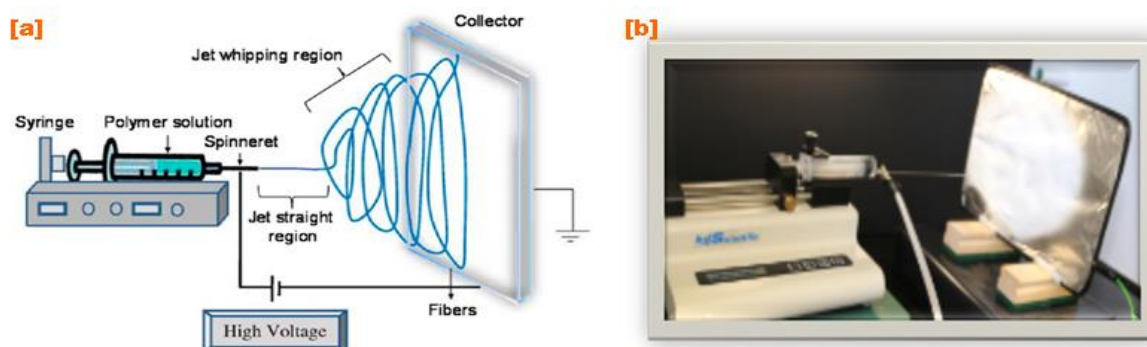 [a]
Collector
Jet whipping region
Syringe
Polymer solution
Spinneret
Jet straight
region
Fibers
High Voltage
[b]